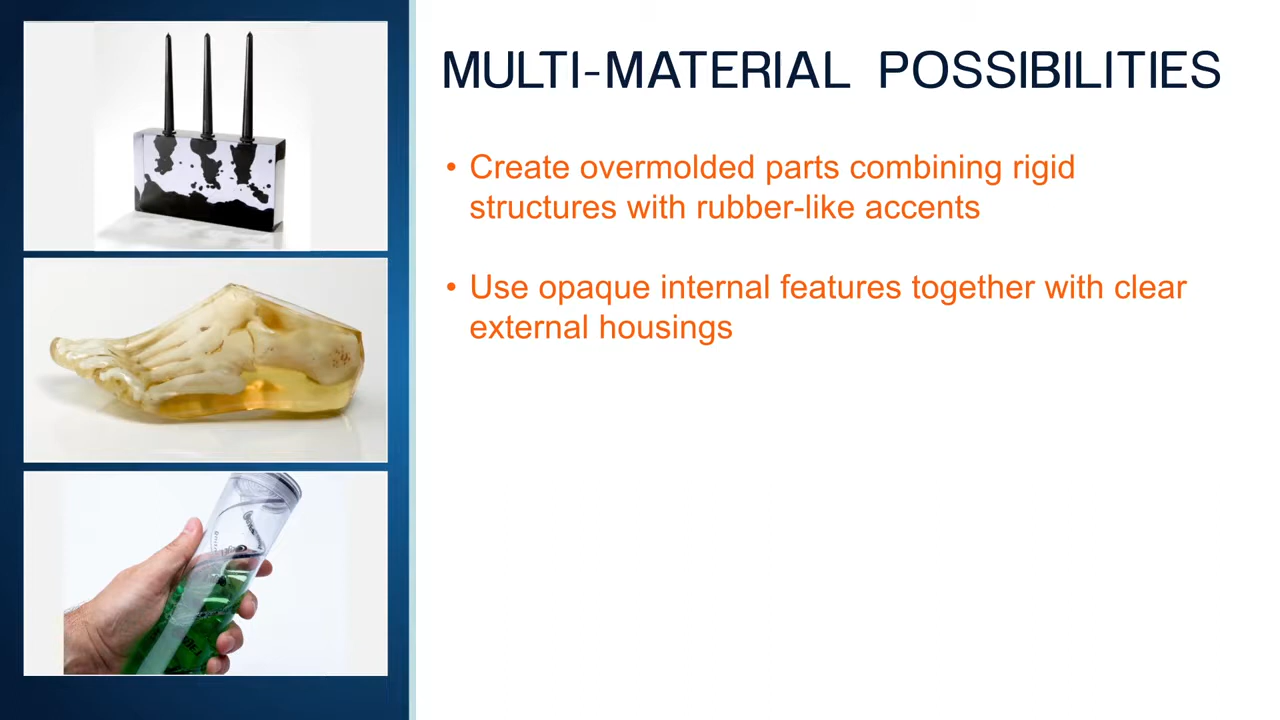 MULTI-MATERIAL POSSIBILITIES
• Create overmolded parts combining rigid
structures with rubber-like accents
• Use opaque internal features together with clear
external housings